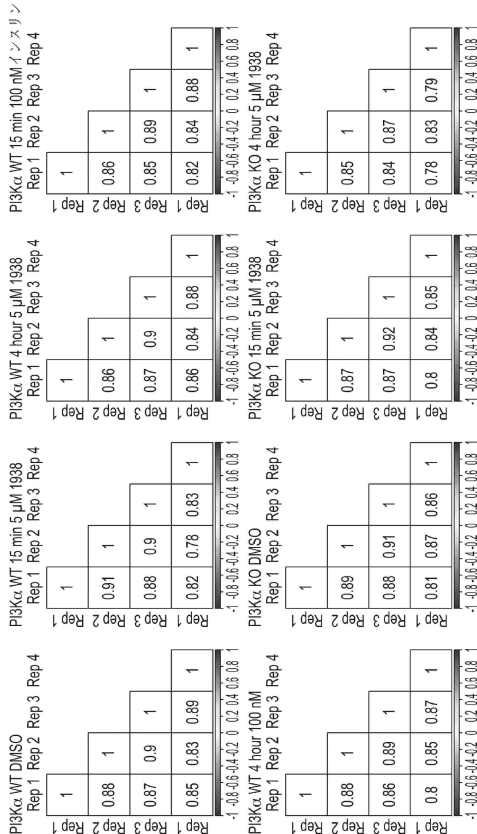 PI3Kα WT DMSO
Rep 1 Rep 2 Rep 3 Rep 4
Rep 1 1
Rep 2 0.88 1
Rep 3 0.87 0.9 1
Rep 1 0.85 0.83 0.89 1
-1 -0.8 -0.6 -0.4 -0.2 0 0.2 0.4 0.6 0.8 1
PI3Kα WT 15 min 5 µM 1938
Rep 1 Rep 2 Rep 3 Rep 4
Rep 1 1
Rep 2 0.91 1
Rep 3 0.88 0.9 1
Rep 1 0.82 0.78 0.83 1
-1 -0.8 -0.6 -0.4 -0.2 0 0.2 0.4 0.6 0.8 1
PI3Kα WT 4 hour 5 µM 1938
Rep 1 Rep 2 Rep 3 Rep 4
Rep 1 1
Rep 2 0.86 1
Rep 3 0.87 0.9 1
Rep 1 0.86 0.84 0.88 1
-1 -0.8 -0.6 -0.4 -0.2 0 0.2 0.4 0.6 0.8 1
PI3Kα WT 15 min 100 nMインスリン
Rep 1 Rep 2 Rep 3 Rep 4
Rep 1 1
Rep 2 0.86 1
Rep 3 0.85 0.89 1
Rep 1 0.82 0.84 0.88 1
-1 -0.8 -0.6 -0.4 -0.2 0 0.2 0.4 0.6 0.8 1
PI3Kα WT 4 hour 100 nM
Rep 1 Rep 2 Rep 3 Rep 4
Rep 1 1
Rep 2 0.88 1
Rep 3 0.86 0.89 1
Rep 1 0.8 0.85 0.87 1
-1 -0.8 -0.6 -0.4 -0.2 0 0.2 0.4 0.6 0.8 1
PI3Kα KO DMSO
Rep 1 Rep 2 Rep 3 Rep 4
Rep 1 1
Rep 2 0.89 1
Rep 3 0.88 0.91 1
Rep 1 0.81 0.87 0.86 1
-1 -0.8 -0.6 -0.4 -0.2 0 0.2 0.4 0.6 0.8 1
PI3Kα KO 15 min 5 µM 1938
Rep 1 Rep 2 Rep 3 Rep 4
Rep 1 1
Rep 2 0.87 1
Rep 3 0.87 0.92 1
Rep 1 0.8 0.84 0.85 1
-1 -0.8 -0.6 -0.4 -0.2 0 0.2 0.4 0.6 0.8 1
PI3Kα KO 4 hour 5 µM 1938
Rep 1 Rep 2 Rep 3 Rep 4
Rep 1 1
Rep 2 0.85 1
Rep 3 0.84 0.87 1
Rep 1 0.78 0.83 0.79 1
-1 -0.8 -0.6 -0.4 -0.2 0 0.2 0.4 0.6 0.8 1